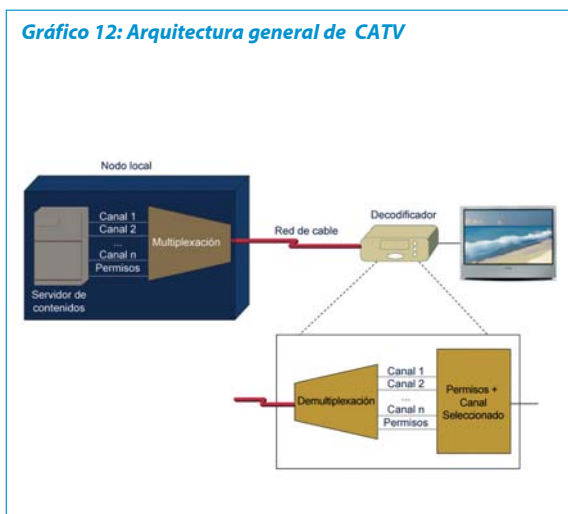 Gráfico 12: Arquitectura general de CATV
Nodo local
Canal 1
Canal 2
...
Canal n
Permisos
Multiplexación
Servidor de
contenidos
Red de cable
Decodificador
Demultiplexación
Canal 1
Canal 2
...
Canal n
Permisos
Permisos +
Canal
Seleccionado